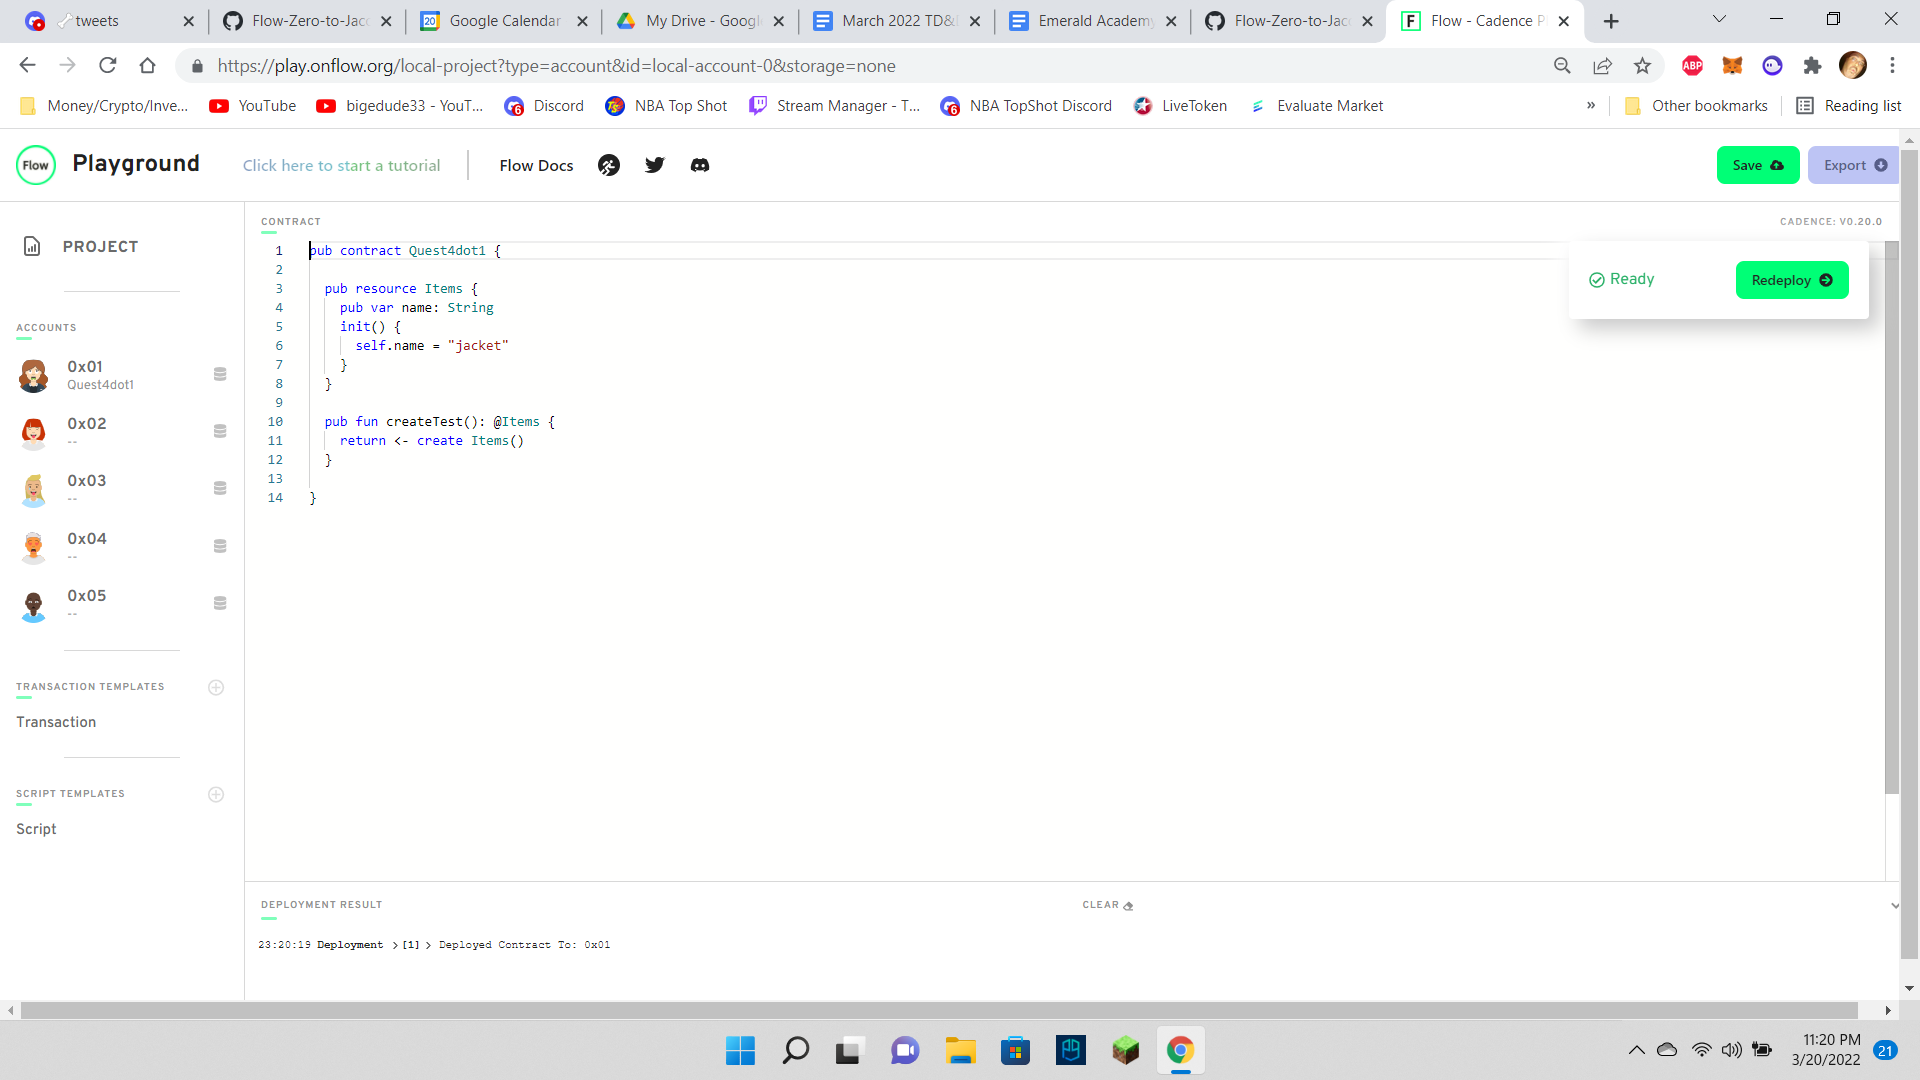 tweets
Flow-Zero-to-Jac
Google Calendar
My Drive - Googl
March 2022 TD&
Emerald Academy
Flow-Zero-to-Jac
Flow - Cadence P
https://play.onflow.org/local-project?type=account&id=local-account-0&storage=none
ABP
Money/Crypto/Inve...
YouTube
bigedude33 - YouT...
Discord
NBA Top Shot
Stream Manager - T...
NBA TopShot Discord
LiveToken
Evaluate Market
»
Other bookmarks
Reading list
Flow
Playground
Click here to start a tutorial
Flow Docs
Save
Export
PROJECT
ACCOUNTS
0x01
Quest4dot1
0x02
--
0x03
--
0x04
--
0x05
--
TRANSACTION TEMPLATES
Transaction
SCRIPT TEMPLATES
Script
CONTRACT
CADENCE: V0.20.0
Ready
Redeploy
1 pub contract Quest4dot1 {
2
3 pub resource Items {
4 pub var name: String
5 init() {
6 self.name = "jacket"
7 }
8 }
9
10 pub fun createTest(): @Items {
11 return <- create Items()
12 }
13
14 }
DEPLOYMENT RESULT
CLEAR
23:20:19 Deployment > [1] > Deployed Contract To: 0x01
11:20 PM
3/20/2022
21